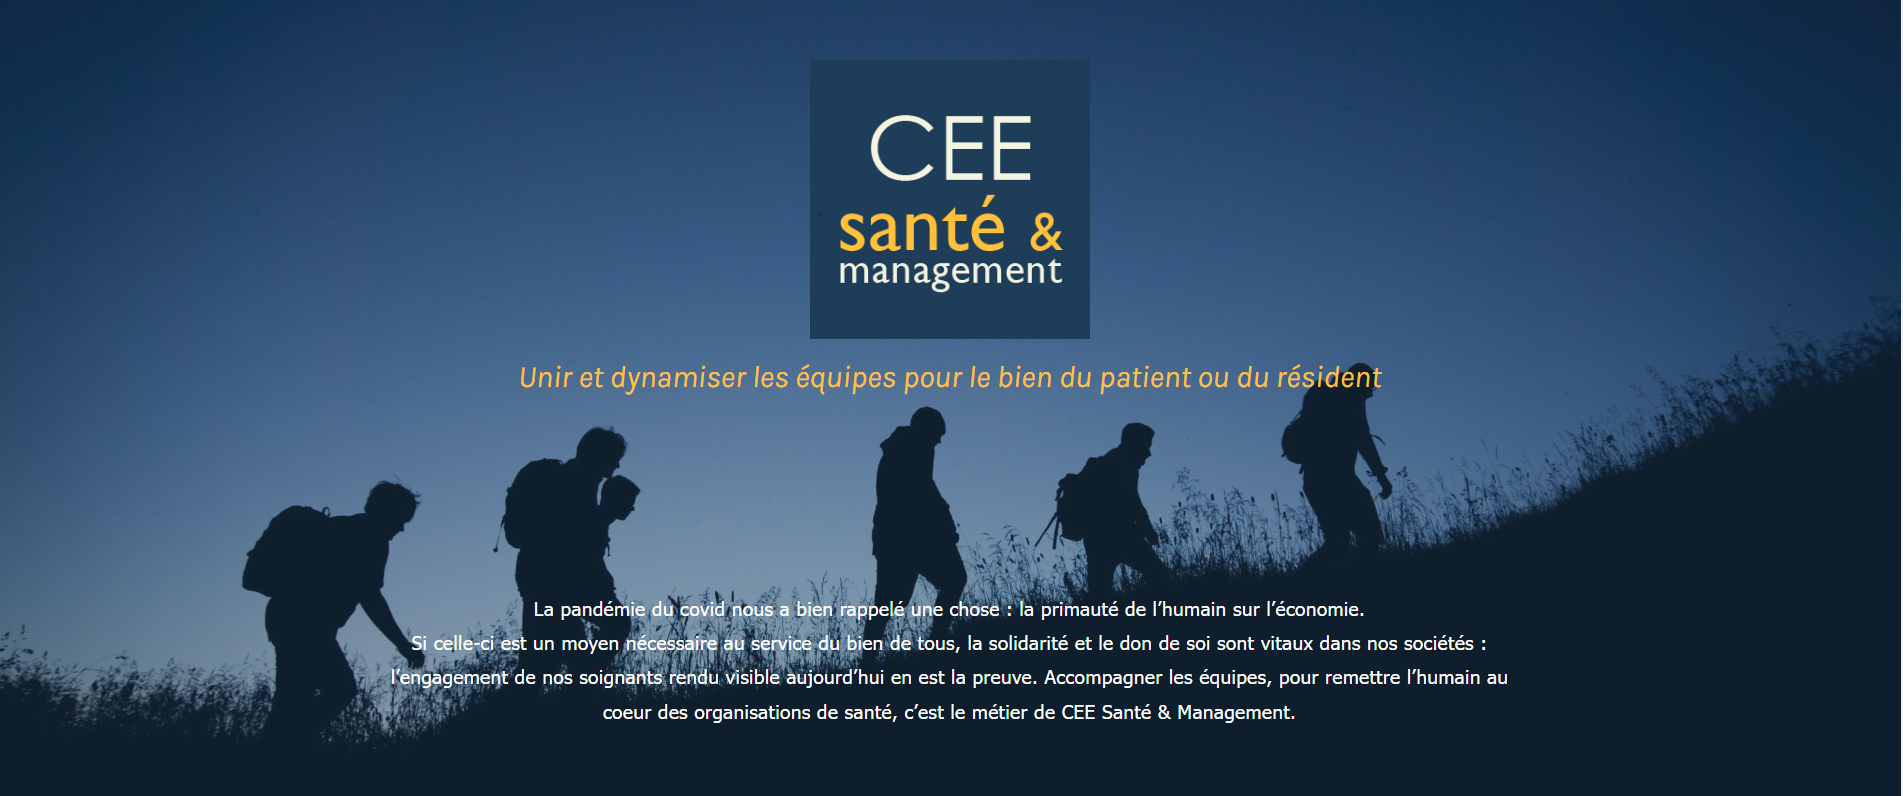 CEE
santé &
management
Unir et dynamiser les équipes pour le bien du patient ou du résident
La pandémie du covid nous a bien rappelé une chose : la primauté de l’humain sur l’économie.
Si celle-ci est un moyen nécessaire au service du bien de tous, la solidarité et le don de soi sont vitaux dans nos sociétés :
l’engagement de nos soignants rendu visible aujourd’hui en est la preuve. Accompagner les équipes, pour remettre l’humain au
coeur des organisations de santé, c’est le métier de CEE Santé & Management.